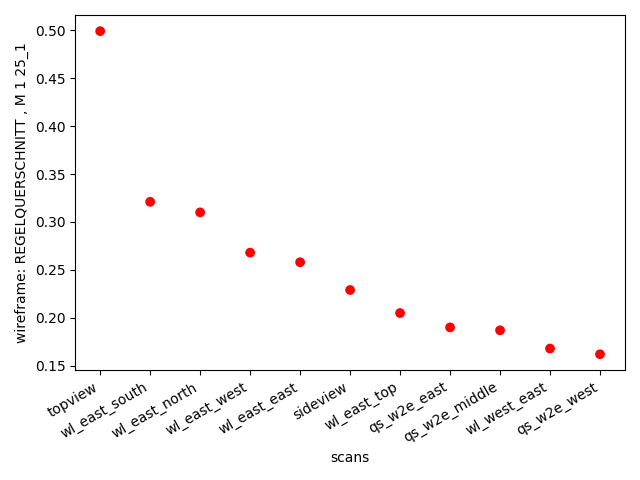 wireframe: REGELQUERSCHNITT , M 1 25_1
0.50
0.45
0.40
0.35
0.30
0.25
0.20
0.15
topview
wl_east_south
wl_east_north
wl_east_west
wl_east_east
sideview
wl_east_top
qs_w2e_east
qs_w2e_middle
wl_west_east
qs_w2e_west
scans